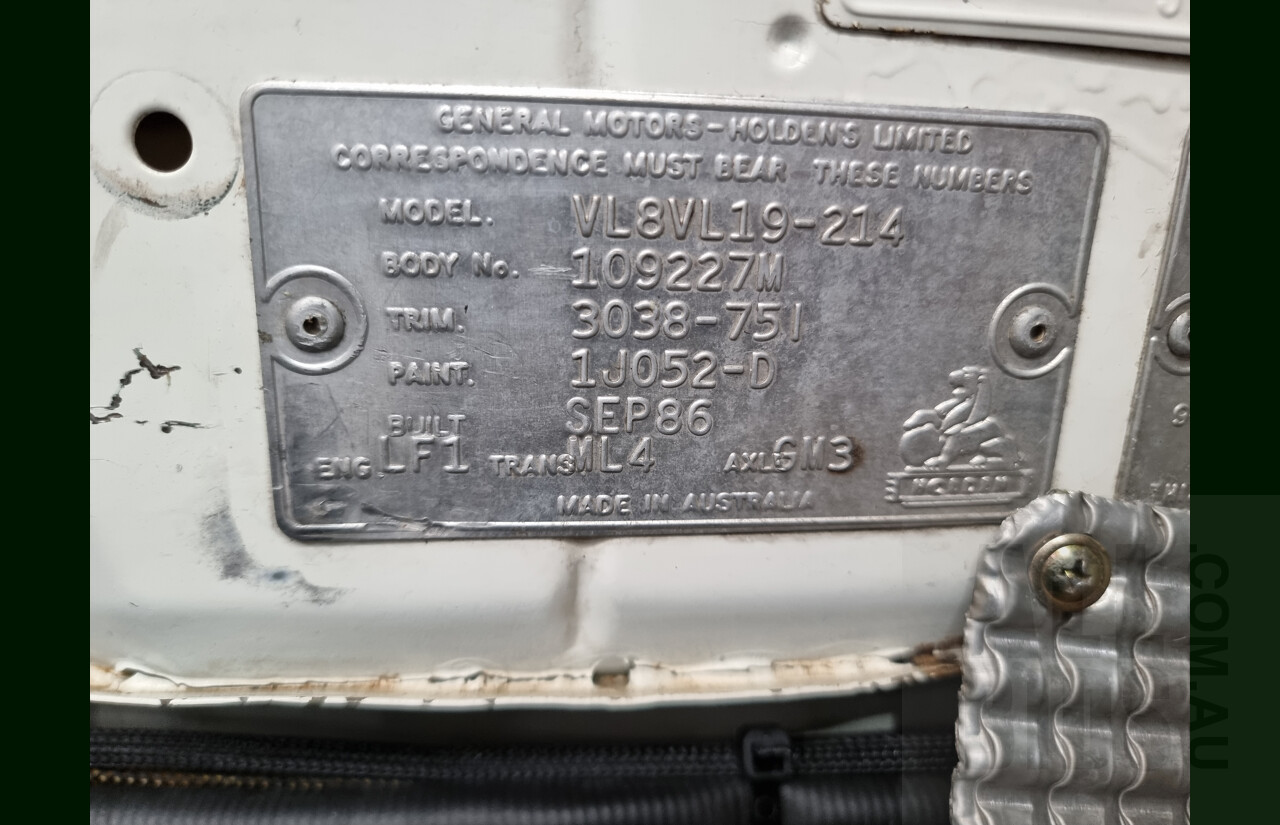 GENERAL MOTORS-HOLDEN'S LIMITED
CORRESPONDENCE MUST BEAR THESE NUMBERS
MODEL. VL8VL19-214
BODY No. 109227M
TRIM. 3038-751
PAINT. 1J052-D
BUILT SEP86
ENG. LF1 TRANS ML4 AXLE GM3
HOLDEN
MADE IN AUSTRALIA
.COM.AU